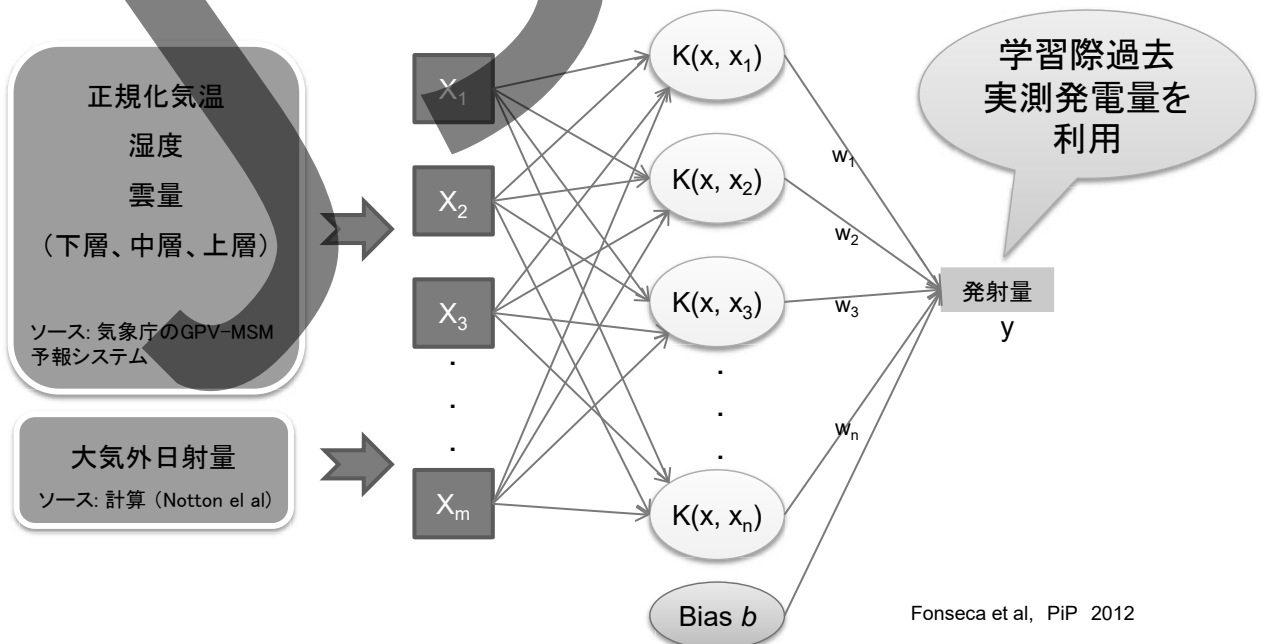 正規化気温
湿度
雲量
（下層、中層、上層）
ソース: 気象庁のGPV-MSM
予報システム
大気外日射量
ソース: 計算 （Notton el al）
X1
X2
X3
.
.
.
Xm
K(x, x1)
K(x, x2)
K(x, x3)
.
.
.
K(x, xn)
Bias b
w1
w2
w3
wn
学習際過去
実測発電量を
利用
発射量
y
Fonseca et al, PiP 2012